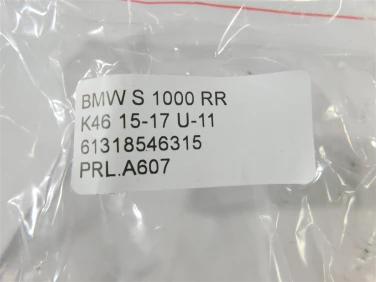 BMW S 1000 RR
K46 15-17 U-11
61318546315
PRL.A607